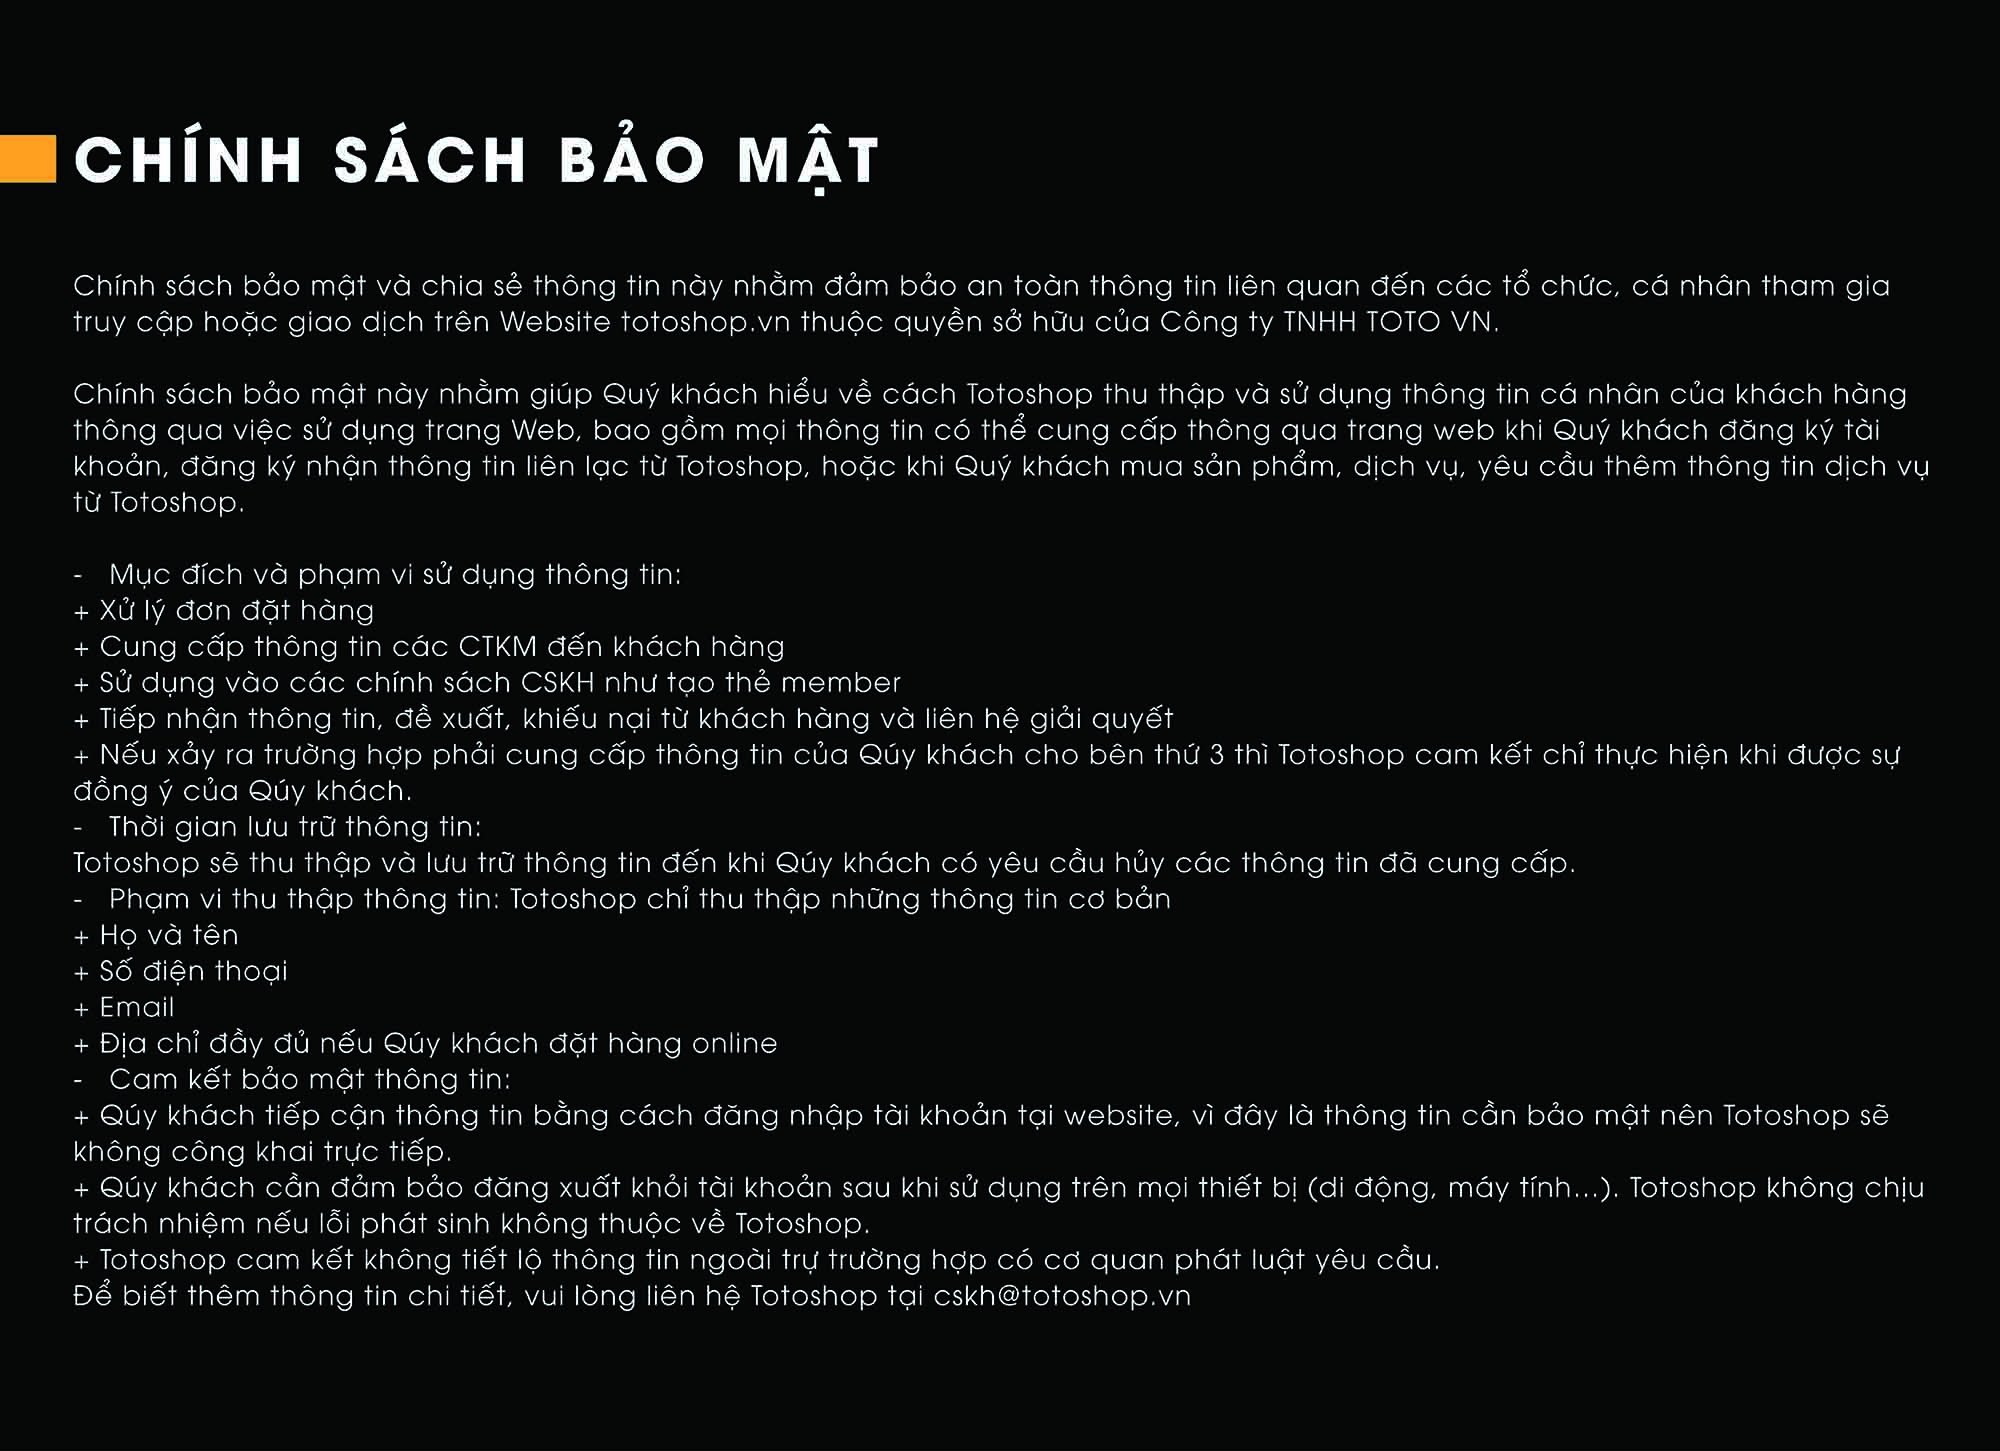 CHÍNH SÁCH BẢO MẬT
Chính sách bảo mật và chia sẻ thông tin này nhằm đảm bảo an toàn thông tin liên quan đến các tổ chức, cá nhân tham gia
truy cập hoặc giao dịch trên Website totoshop.vn thuộc quyền sở hữu của Công ty TNHH TOTO VN.
Chính sách bảo mật này nhằm giúp Quý khách hiểu về cách Totoshop thu thập và sử dụng thông tin cá nhân của khách hàng
thông qua việc sử dụng trang Web, bao gồm mọi thông tin có thể cung cấp thông qua trang web khi Quý khách đăng ký tài
khoản, đăng ký nhận thông tin liên lạc từ Totoshop, hoặc khi Quý khách mua sản phẩm, dịch vụ, yêu cầu thêm thông tin dịch vụ
từ Totoshop.
- Mục đích và phạm vi sử dụng thông tin:
+ Xử lý đơn đặt hàng
+ Cung cấp thông tin các CTKM đến khách hàng
+ Sử dụng vào các chính sách CSKH như tạo thẻ member
+ Tiếp nhận thông tin, đề xuất, khiếu nại từ khách hàng và liên hệ giải quyết
+ Nếu xảy ra trường hợp phải cung cấp thông tin của Qúy khách cho bên thứ 3 thì Totoshop cam kết chỉ thực hiện khi được sự
đồng ý của Qúy khách.
- Thời gian lưu trữ thông tin:
Totoshop sẽ thu thập và lưu trữ thông tin đến khi Qúy khách có yêu cầu hủy các thông tin đã cung cấp.
- Phạm vi thu thập thông tin: Totoshop chỉ thu thập những thông tin cơ bản
+ Họ và tên
+ Số điện thoại
+ Email
+ Địa chỉ đầy đủ nếu Qúy khách đặt hàng online
- Cam kết bảo mật thông tin:
+ Qúy khách tiếp cận thông tin bằng cách đăng nhập tài khoản tại website, vì đây là thông tin cần bảo mật nên Totoshop sẽ
không công khai trực tiếp.
+ Qúy khách cần đảm bảo đăng xuất khỏi tài khoản sau khi sử dụng trên mọi thiết bị (di động, máy tính...). Totoshop không chịu
trách nhiệm nếu lỗi phát sinh không thuộc về Totoshop.
+ Totoshop cam kết không tiết lộ thông tin ngoài trự trường hợp có cơ quan phát luật yêu cầu.
Để biết thêm thông tin chi tiết, vui lòng liên hệ Totoshop tại cskh@totoshop.vn